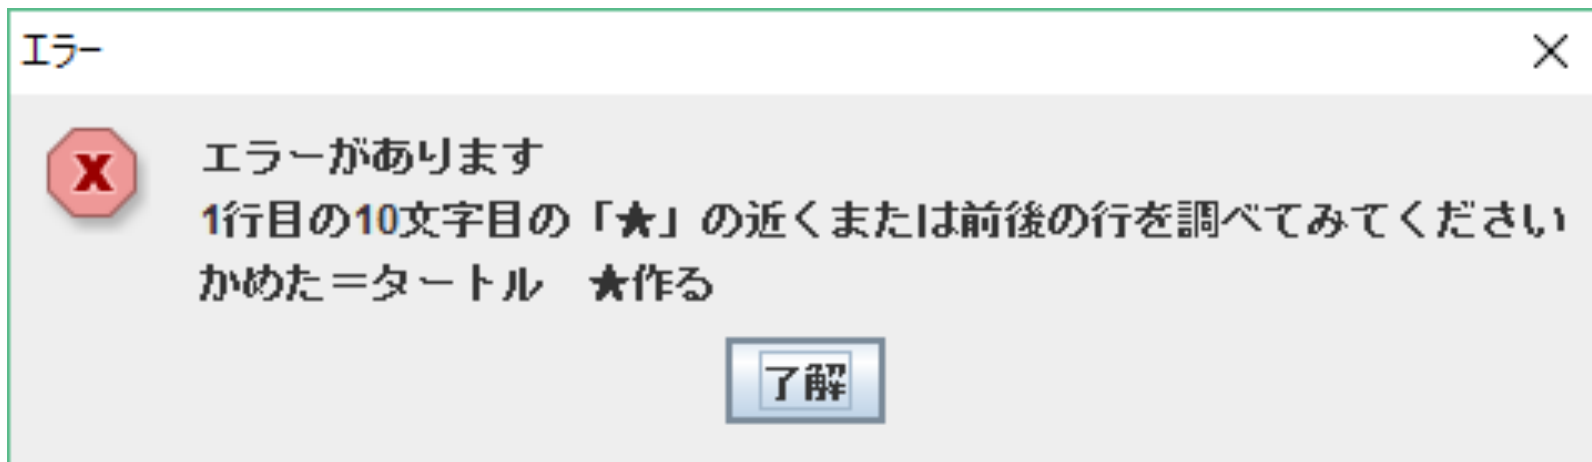 エラー
エラーがあります
1行目の10文字目の「★」の近くまたは前後の行を調べてみてください
かめた＝タートル　★作る
了解